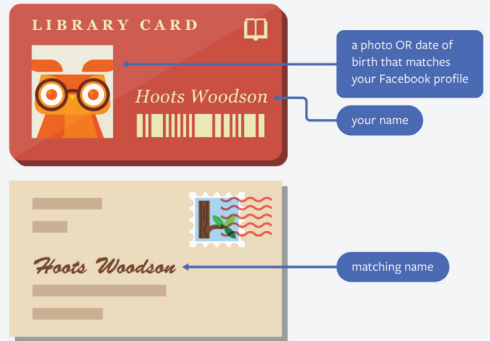 LIBRARY CARD
Hoots Woodson
a photo OR date of
birth that matches
your Facebook profile
your name
Hoots Woodson
matching name